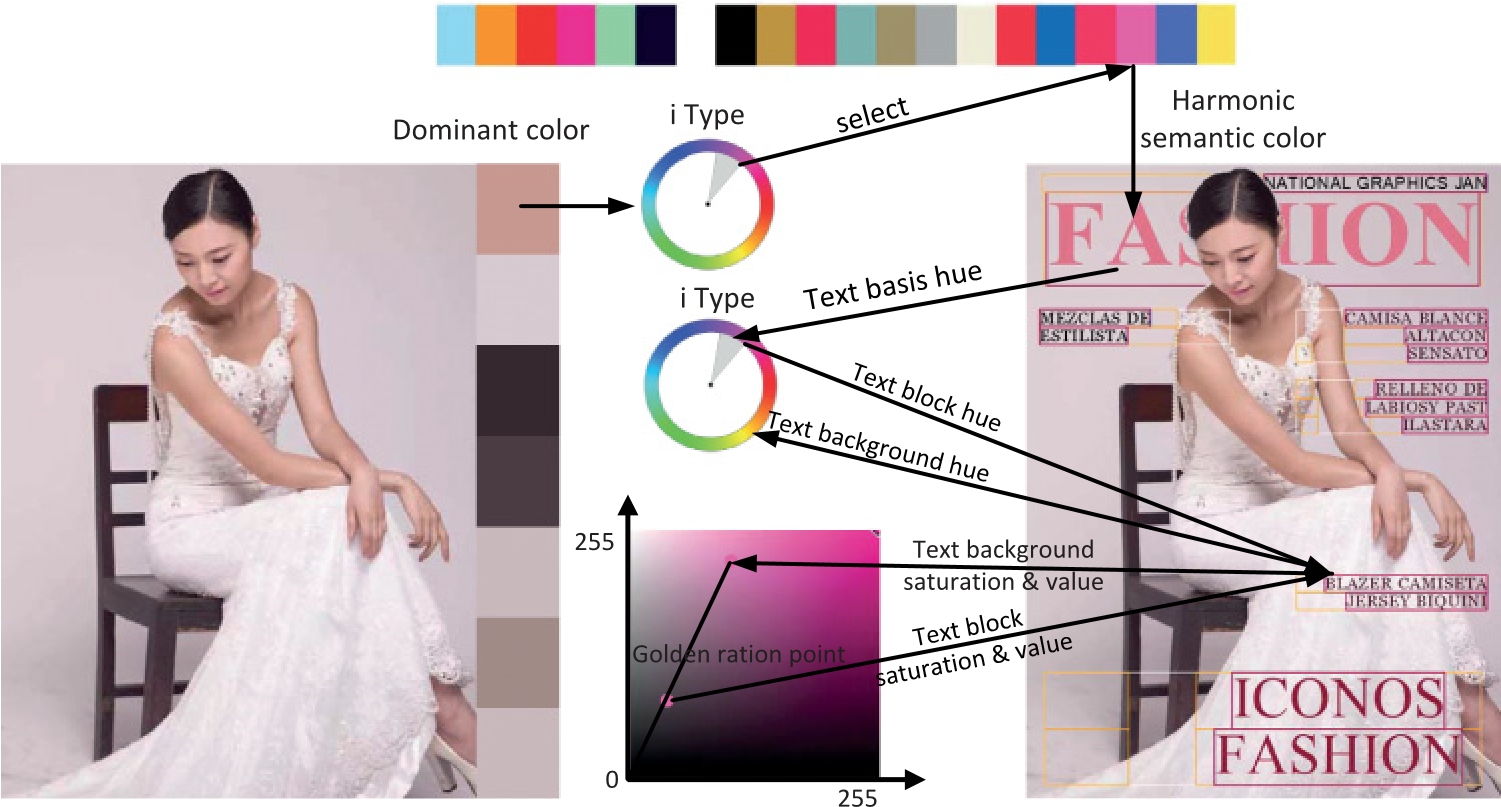 Dominant color
i Type
select
Harmonic
semantic color
i Type
Text basis hue
Text block hue
Text background hue
255
Text background
saturation & value
Text block
saturation & value
Golden ration point
0
255
NATIONAL GRAPHICS JAN
FASHION
MEZCLAS DE
ESTILISTA
CAMISA BLANCE
ALTACON
SENSATO
RELLENO DE
LABIOSY PAST
ILASTARA
BLAZER CAMISETA
JERSEY BIQUINI
ICONOS
FASHION